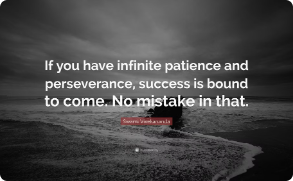 If you have infinite patience and
perseverance, success is bound
to come. No mistake in that.
Swami Vivekananda